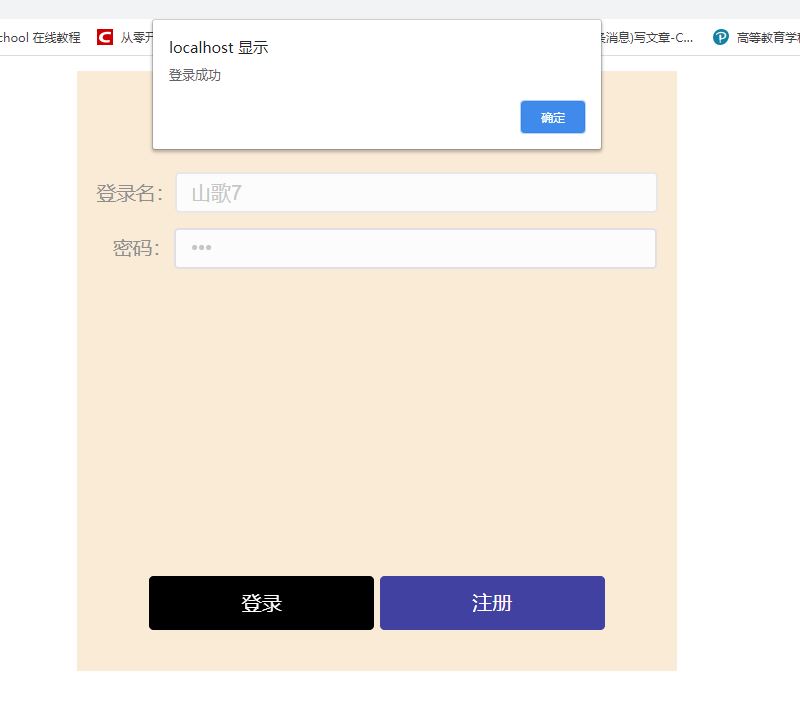 chool 在线教程
从零开
条消息)写文章-C...
高等教育学科
localhost 显示
登录成功
确定
登录名：
山歌7
密码：
•••
登录
注册